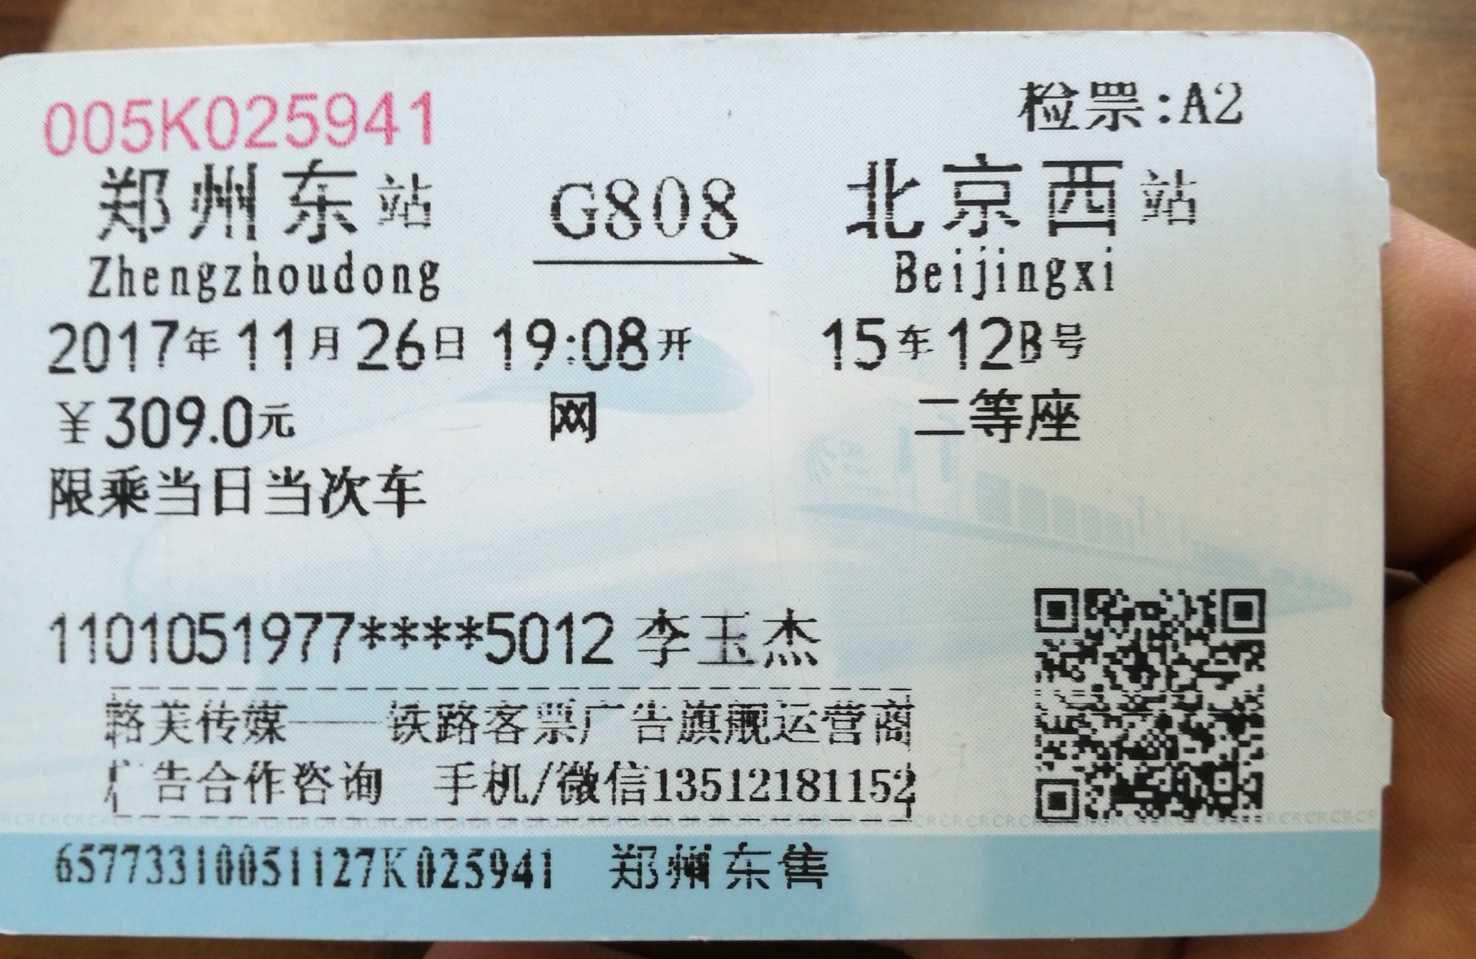 005K025941 检票:A2
郑州东站 G808 北京西站
Zhengzhoudong Beijingxi
2017年11月26日 19:08开 15车12B号
¥309.0元 网 二等座
限乘当日当次车
1101051977****5012 李玉杰
路美传媒——铁路客票广告旗舰运营商
广告合作咨询 手机/微信13512181152
65773310051127K025941 郑州东售